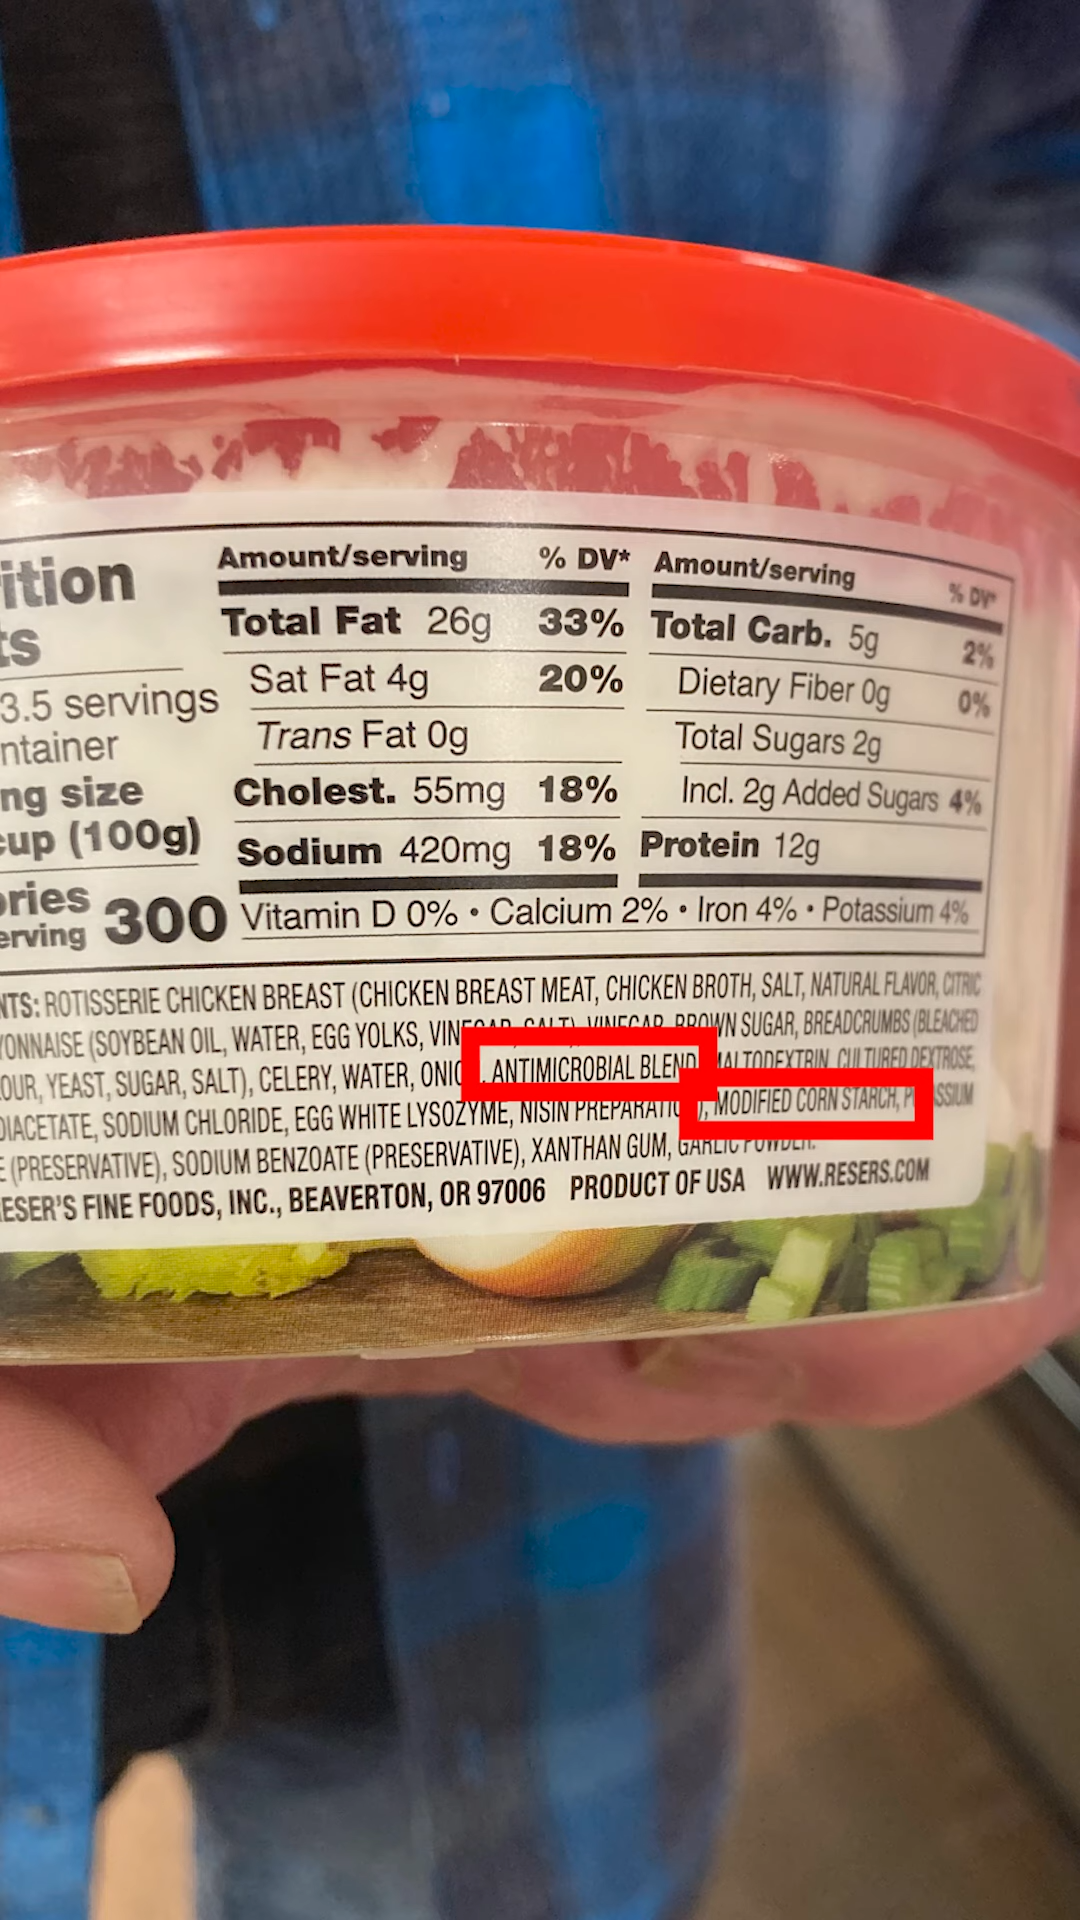 ition
ts
3.5 servings
ntainer
ng size
cup (100g)
ories
erving 300
Amount/serving % DV*
Total Fat 26g 33%
Sat Fat 4g 20%
Trans Fat 0g
Cholest. 55mg 18%
Sodium 420mg 18%
Amount/serving % DV*
Total Carb. 5g 2%
Dietary Fiber 0g 0%
Total Sugars 2g
Incl. 2g Added Sugars 4%
Protein 12g
Vitamin D 0% • Calcium 2% • Iron 4% • Potassium 4%
NTS: ROTISSERIE CHICKEN BREAST (CHICKEN BREAST MEAT, CHICKEN BROTH, SALT, NATURAL FLAVOR, CITRIC
YONNAISE (SOYBEAN OIL, WATER, EGG YOLKS, VINEGAR, SALT), VINEGAR, BROWN SUGAR, BREADCRUMBS (BLEACHED
OUR, YEAST, SUGAR, SALT), CELERY, WATER, ONIO ANTIMICROBIAL BLEND MALTODEXTRIN, CULTURED DEXTROSE,
DIACETATE, SODIUM CHLORIDE, EGG WHITE LYSOZYME, NISIN PREPARATIO ), MODIFIED CORN STARCH, P SSIUM
E (PRESERVATIVE), SODIUM BENZOATE (PRESERVATIVE), XANTHAN GUM, GARLIC POWDER.
ESER'S FINE FOODS, INC., BEAVERTON, OR 97006 PRODUCT OF USA WWW.RESERS.COM